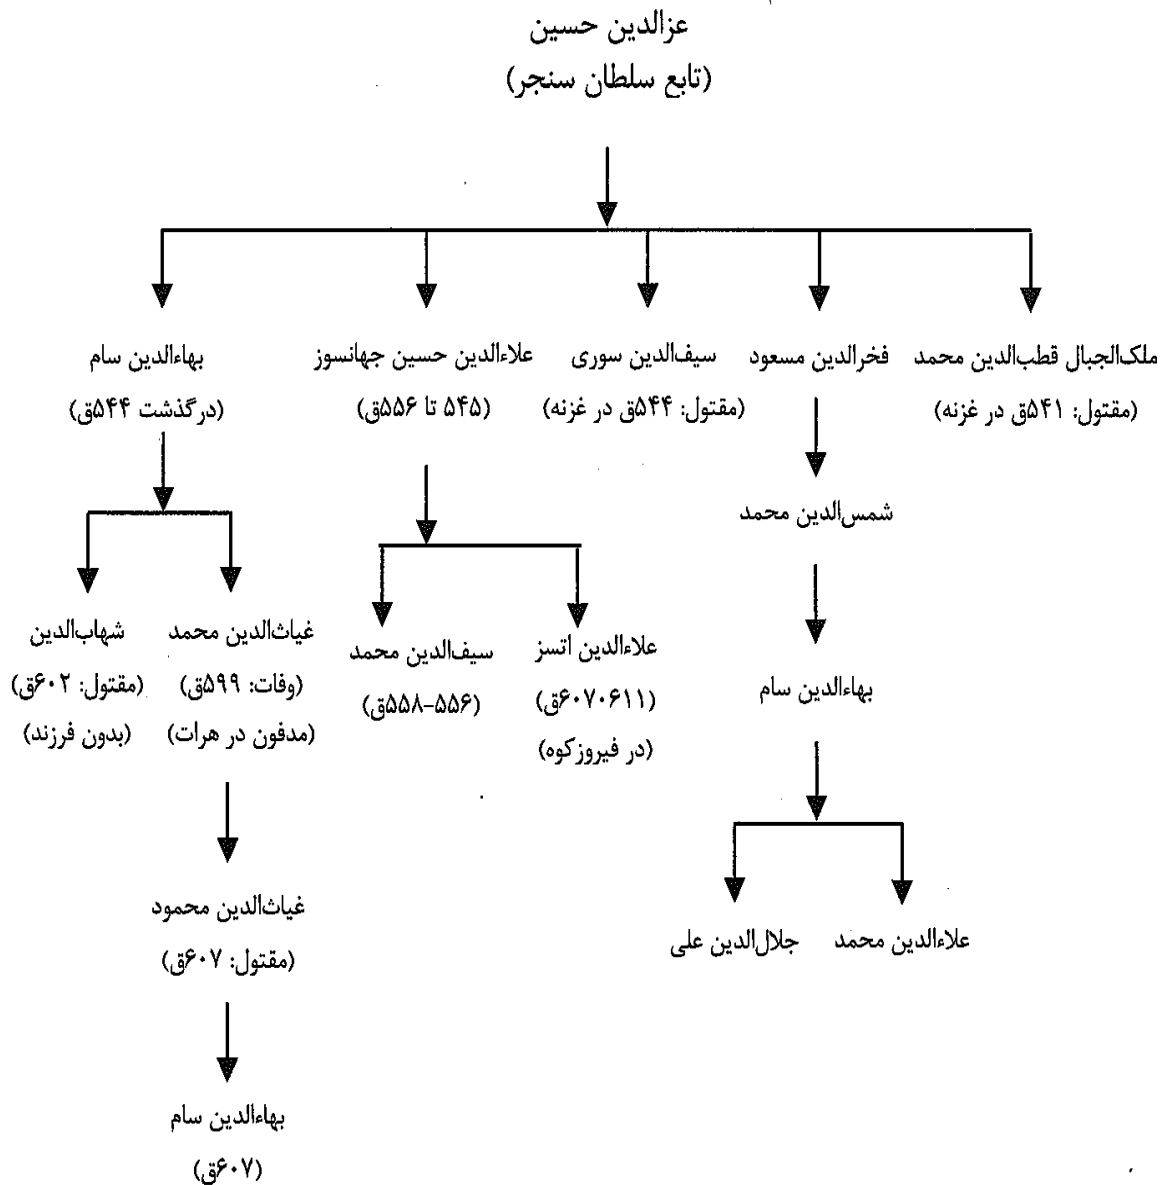 عزالدین حسین
(تابع سلطان سنجر)
ملک‌الجبال قطب‌الدین محمد
(مقتول: ۵۴۱ق در غزنه)
فخرالدین مسعود
سیف‌الدین سوری
(مقتول: ۵۴۴ق در غزنه)
علاءالدین حسین جهانسوز
(۵۴۵ تا ۵۵۶ق)
بهاءالدین سام
(درگذشت ۵۴۴ق)
شمس‌الدین محمد
بهاءالدین سام
علاءالدین محمد
جلال‌الدین علی
علاءالدین اتسز
(۶۰۷۰۶۱۱ق)
(در فیروزکوه)
سیف‌الدین محمد
(۵۵۶-۵۵۸ق)
غیاث‌الدین محمد
(وفات: ۵۹۹ق)
(مدفون در هرات)
شهاب‌الدین
(مقتول: ۶۰۲ق)
(بدون فرزند)
غیاث‌الدین محمود
(مقتول: ۶۰۷ق)
بهاءالدین سام
(۶۰۷ق)